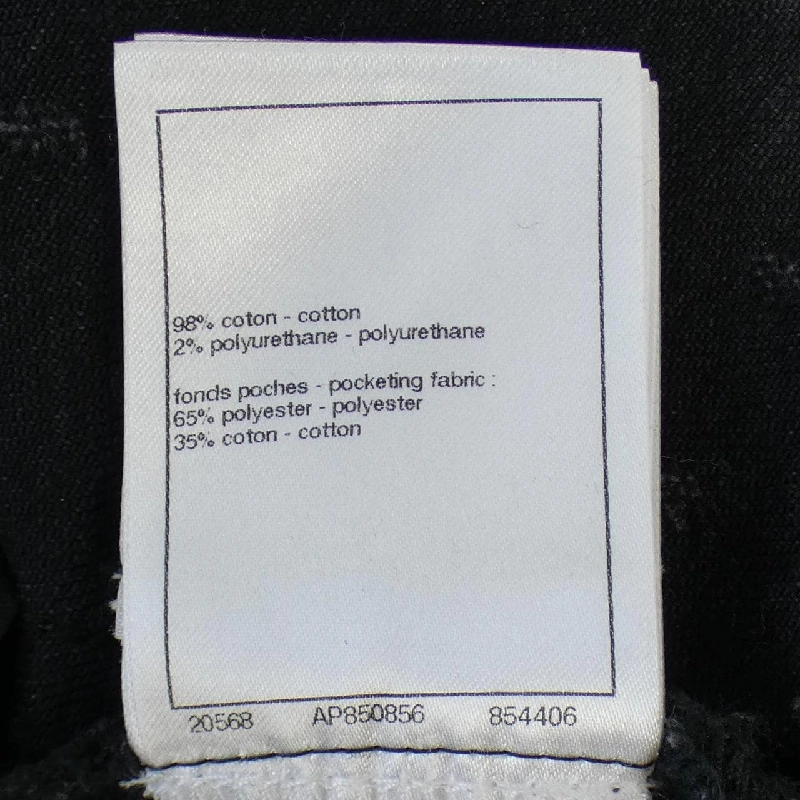 98% coton - cotton
2% polyurethane - polyurethane
fonds poches - pocketing fabric :
65% polyester - polyester
35% coton - cotton
20568 AP850856 854406